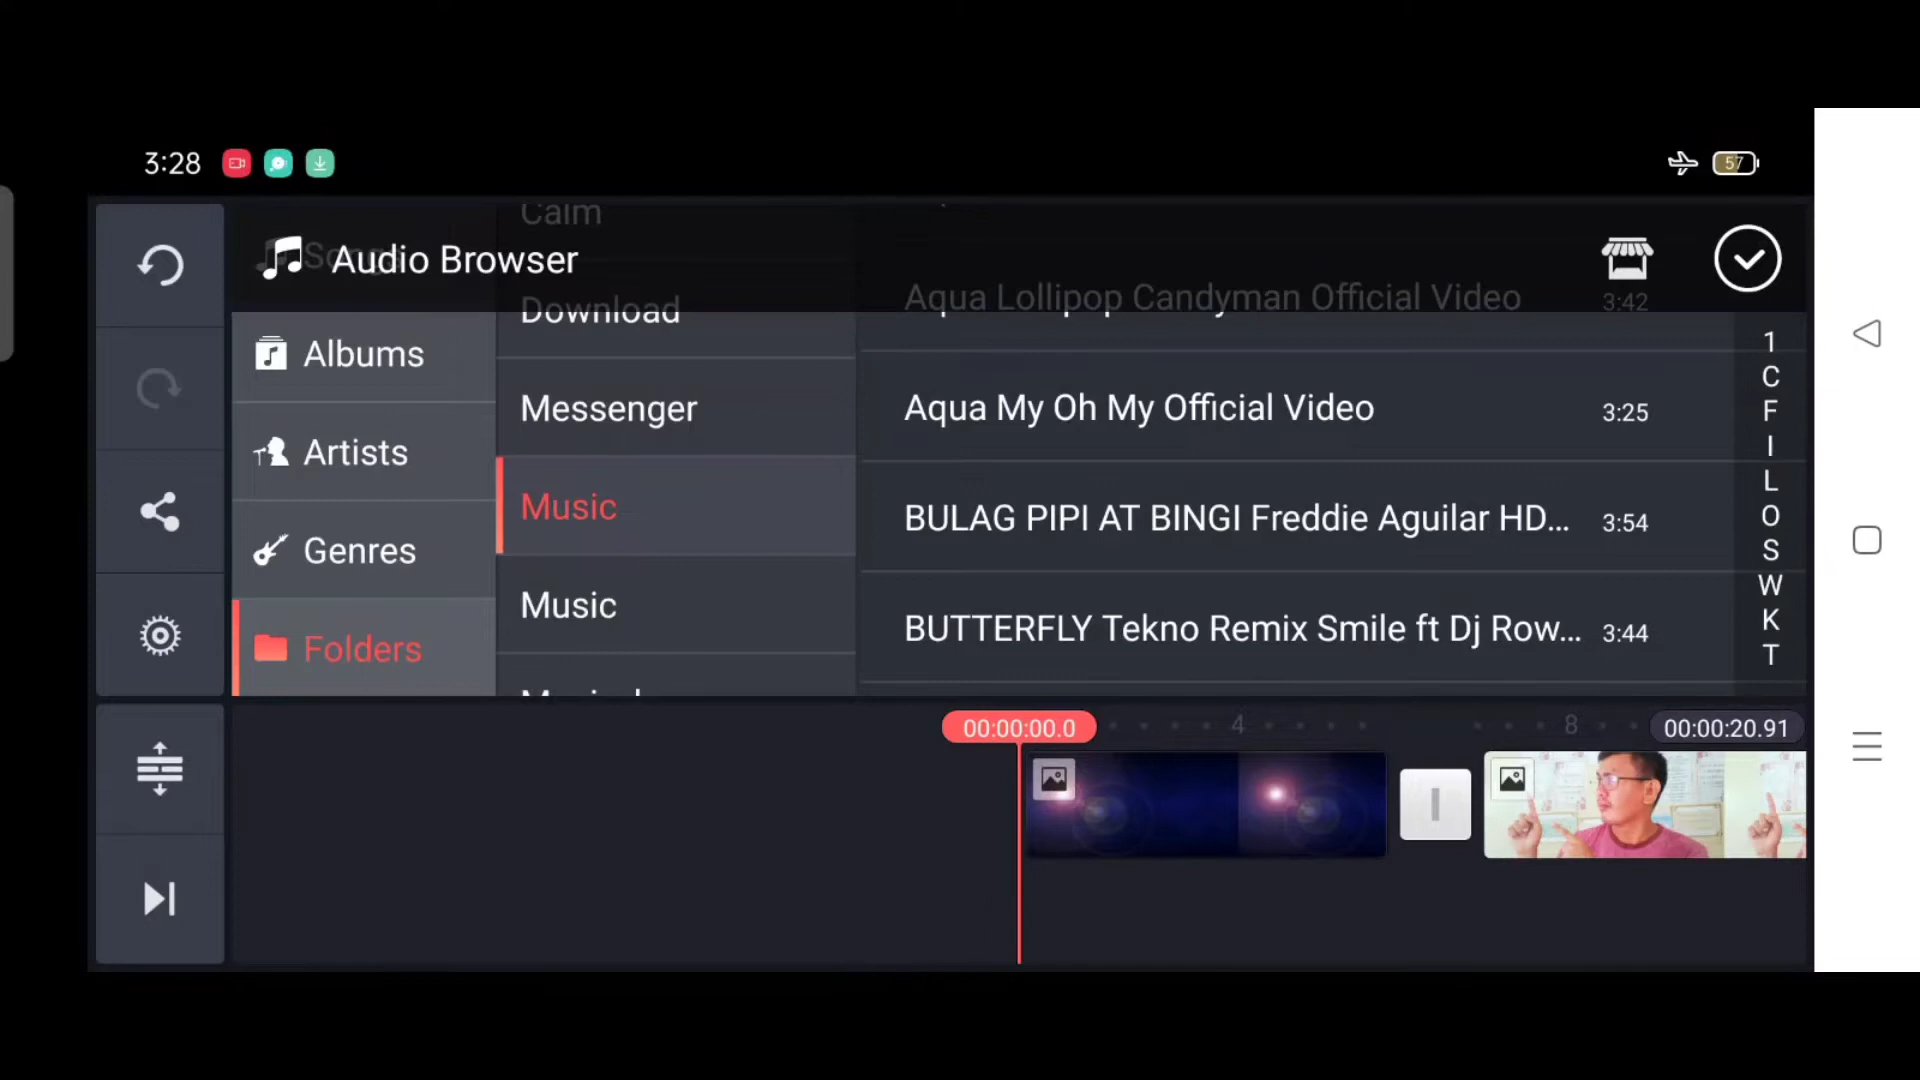 3:28
57
Calm
Songs
Audio Browser
Download
Aqua Lollipop Candyman Official Video
3:42
Albums
Messenger
Aqua My Oh My Official Video
3:25
Artists
Music
BULAG PIPI AT BINGI Freddie Aguilar HD...
3:54
Genres
Music
BUTTERFLY Tekno Remix Smile ft Dj Row...
3:44
Folders
1
C
F
I
L
O
S
W
K
T
00:00:00.0
4
8
00:00:20.91